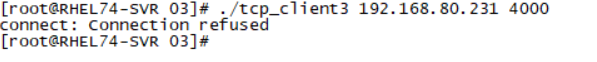 [root@RHEL74-SVR 03]# ./tcp_client3 192.168.80.231 4000
connect: Connection refused
[root@RHEL74-SVR 03]#